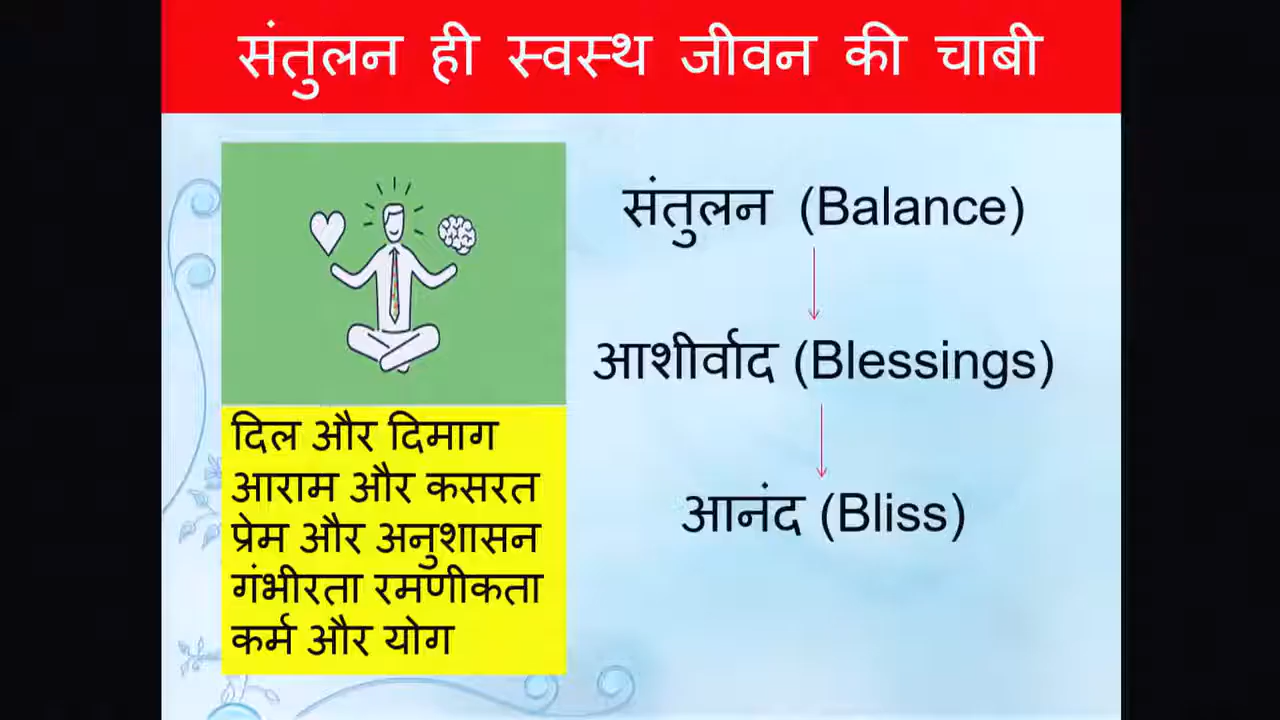 संतुलन ही स्वस्थ जीवन की चाबी
दिल और दिमाग
आराम और कसरत
प्रेम और अनुशासन
गंभीरता रमणीकता
कर्म और योग
संतुलन (Balance)
आशीर्वाद (Blessings)
आनंद (Bliss)